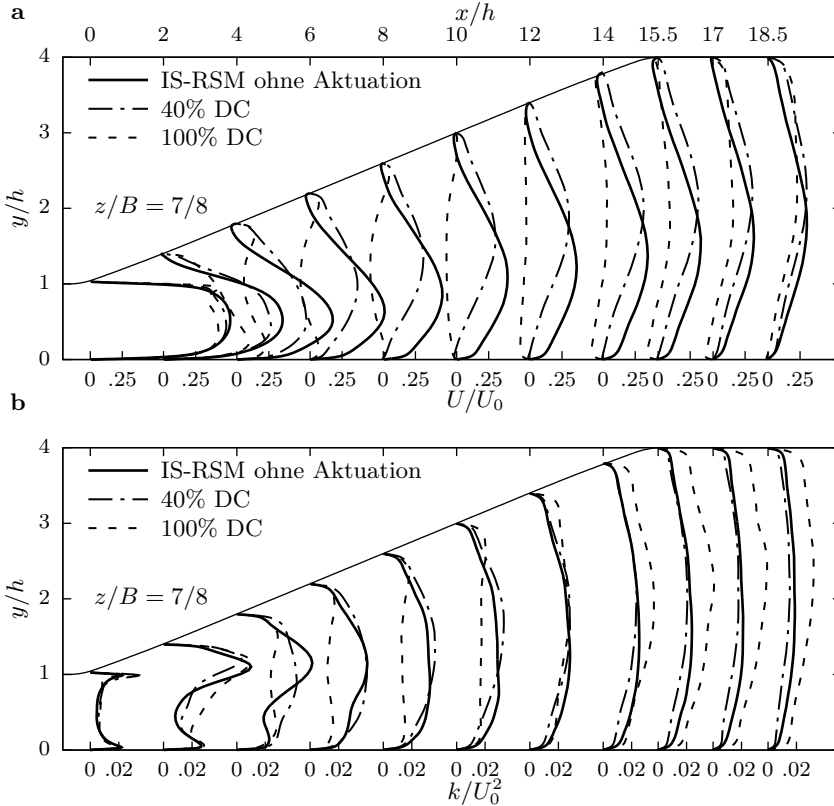 a
x/h
0 2 4 6 8 10 12 14 15.5 17 18.5
4
3
2
1
0
y/h
IS-RSM ohne Aktuation
40% DC
100% DC
z/B = 7/8
0 .25 0 .25 0 .25 0 .25 0 .25 0 .25 0 .25 0 .25 0 .25 0 .25 0 .25
U/U₀
b
4
3
2
1
0
y/h
IS-RSM ohne Aktuation
40% DC
100% DC
z/B = 7/8
0 .02 0 .02 0 .02 0 .02 0 .02 0 .02 0 .02 0 .02 0 .02 0 .02 0 .02
k/U₀²